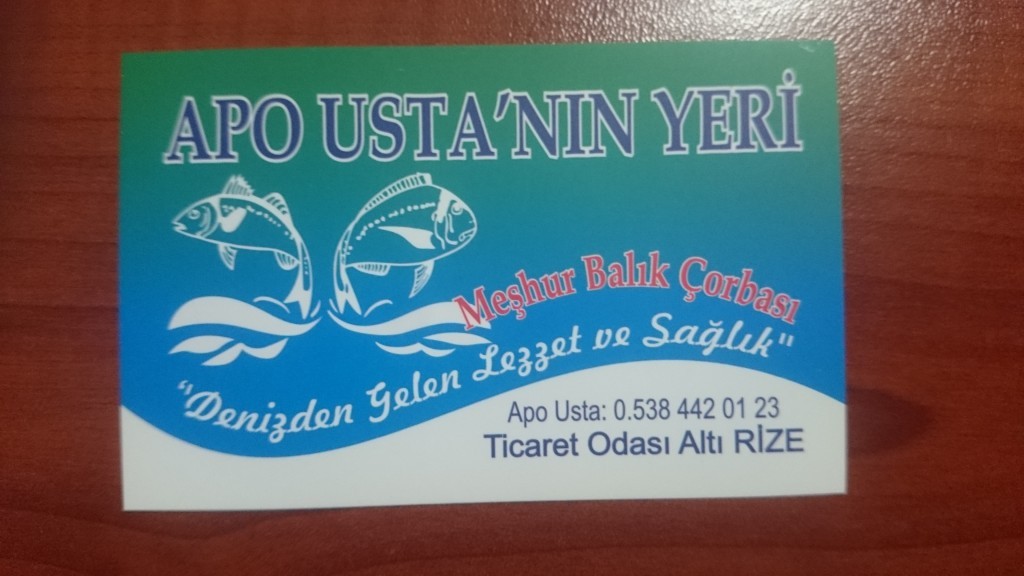 APO USTA'NIN YERİ
Meşhur Balık Çorbası
"Denizden Gelen Lezzet ve Sağlık"
Apo Usta: 0.538 442 01 23
Ticaret Odası Altı RİZE